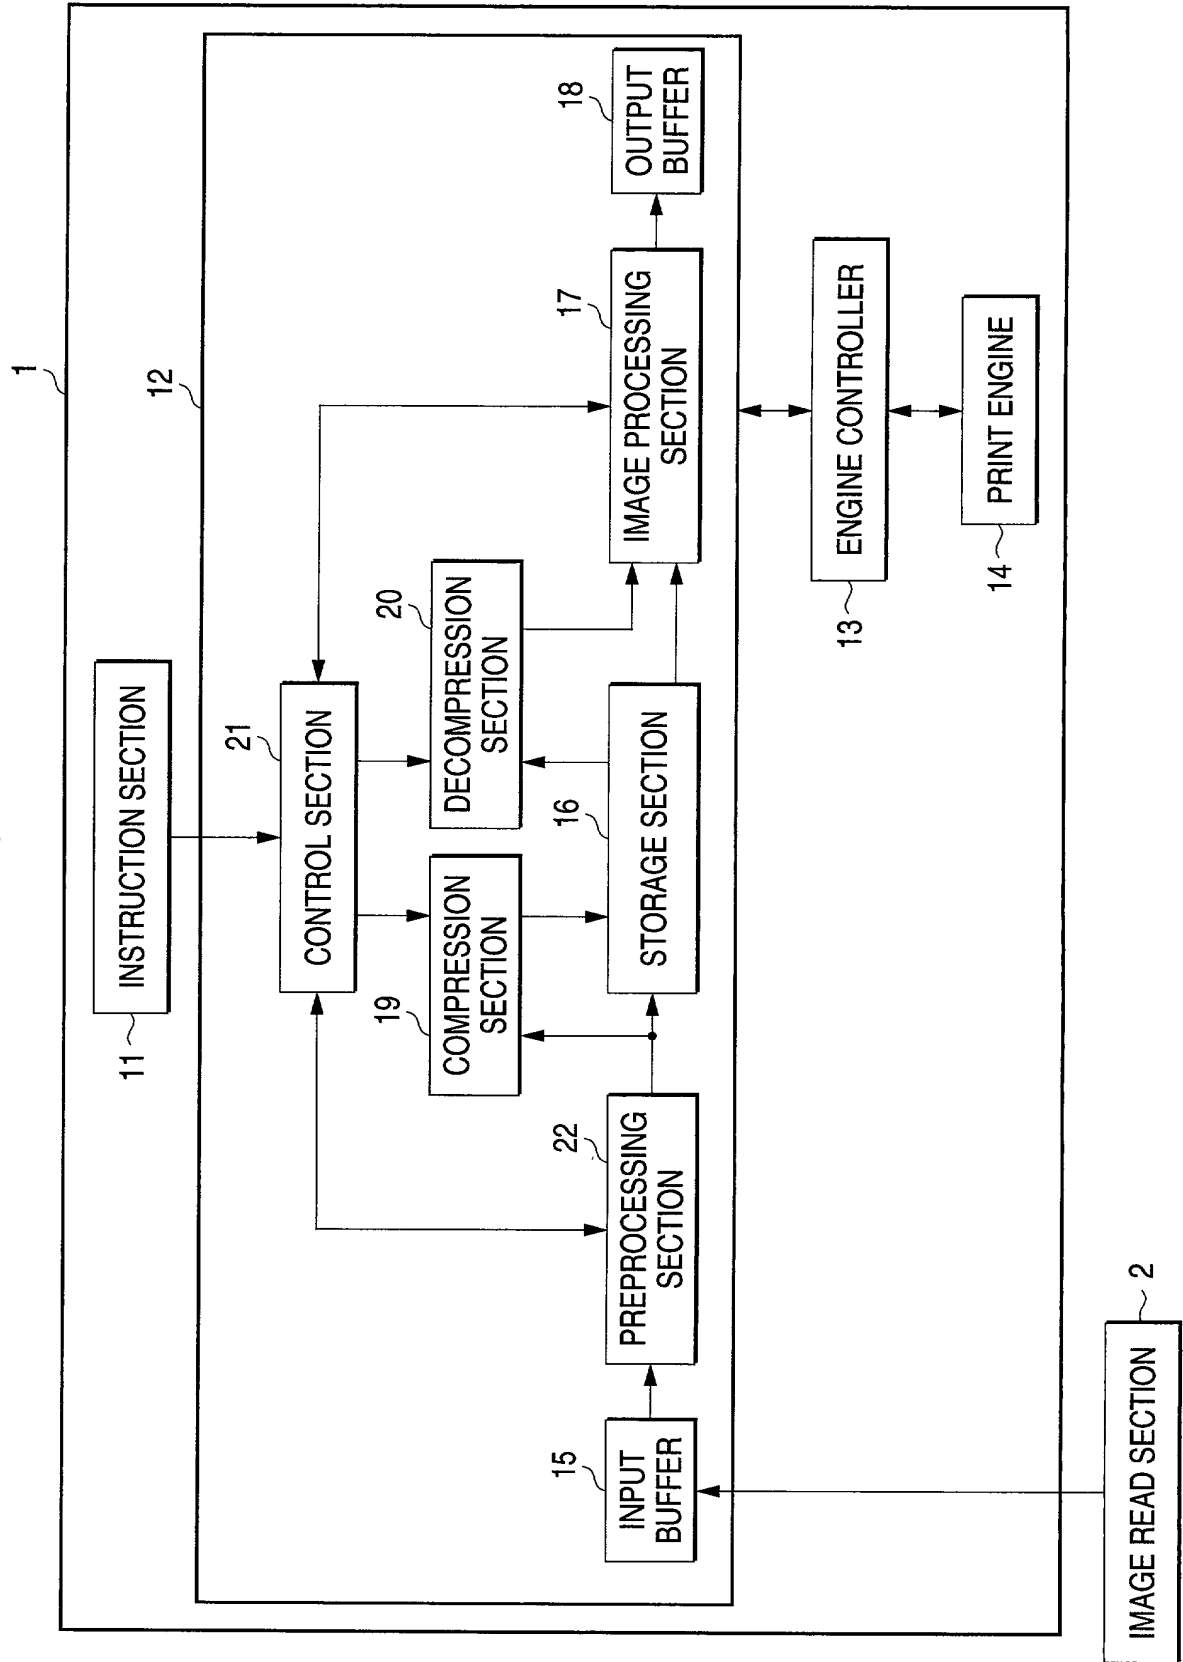 1
12
INSTRUCTION SECTION
11
21
CONTROL SECTION
19
COMPRESSION
SECTION
20
DECOMPRESSION
SECTION
15
INPUT
BUFFER
22
PREPROCESSING
SECTION
16
STORAGE SECTION
17
IMAGE PROCESSING
SECTION
18
OUTPUT
BUFFER
13
ENGINE CONTROLLER
14
PRINT ENGINE
IMAGE READ SECTION
2